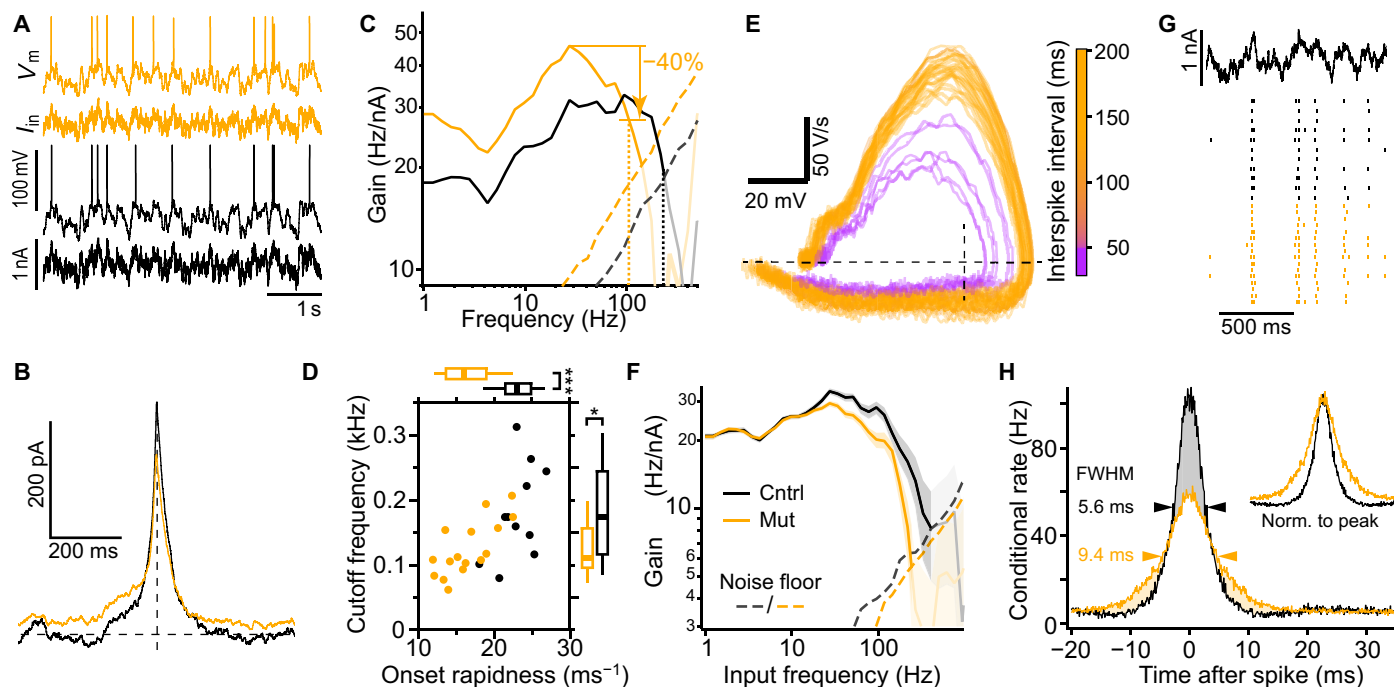 A
Vm
Iin
100 mV
1 nA
1 s
B
200 pA
200 ms
C
Gain (Hz/nA)
50
40
30
20
10
−40%
1
10
100
Frequency (Hz)
D
***
*
Cutoff frequency (kHz)
0.3
0.2
0.1
0
10
20
30
Onset rapidness (ms−1)
E
50 V/s
20 mV
Interspike interval (ms)
200
150
100
50
F
Gain (Hz/nA)
30
20
10
6
5
4
3
Cntrl
Mut
Noise floor
/
1
10
100
Input frequency (Hz)
G
1 nA
500 ms
H
Conditional rate (Hz)
80
40
0
FWHM
5.6 ms
9.4 ms
Norm. to peak
−20
−10
0
10
20
30
Time after spike (ms)